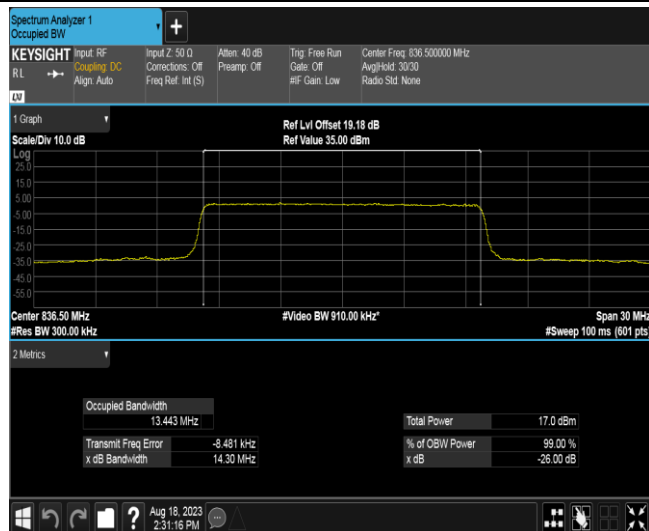 Spectrum Analyzer 1
Occupied BW
+
KEYSIGHT
RL
Input: RF
Coupling: DC
Align: Auto
Input Z: 50 Ω
Corrections: Off
Freq Ref: Int (S)
Atten: 40 dB
Preamp: Off
Trig: Free Run
Gate: Off
#IF Gain: Low
Center Freq: 836.500000 MHz
Avg|Hold: 30/30
Radio Std: None
1 Graph
Scale/Div 10.0 dB
Ref Lvl Offset 19.18 dB
Ref Value 35.00 dBm
Log
25.0
15.0
5.00
-5.00
-15.0
-25.0
-35.0
-45.0
-55.0
Center 836.50 MHz
#Res BW 300.00 kHz
#Video BW 910.00 kHz*
Span 30 MHz
#Sweep 100 ms (601 pts)
2 Metrics
Occupied Bandwidth
13.443 MHz
Transmit Freq Error -8.481 kHz
x dB Bandwidth 14.30 MHz
Total Power 17.0 dBm
% of OBW Power 99.00 %
x dB -26.00 dB
?
Aug 18, 2023
2:31:16 PM